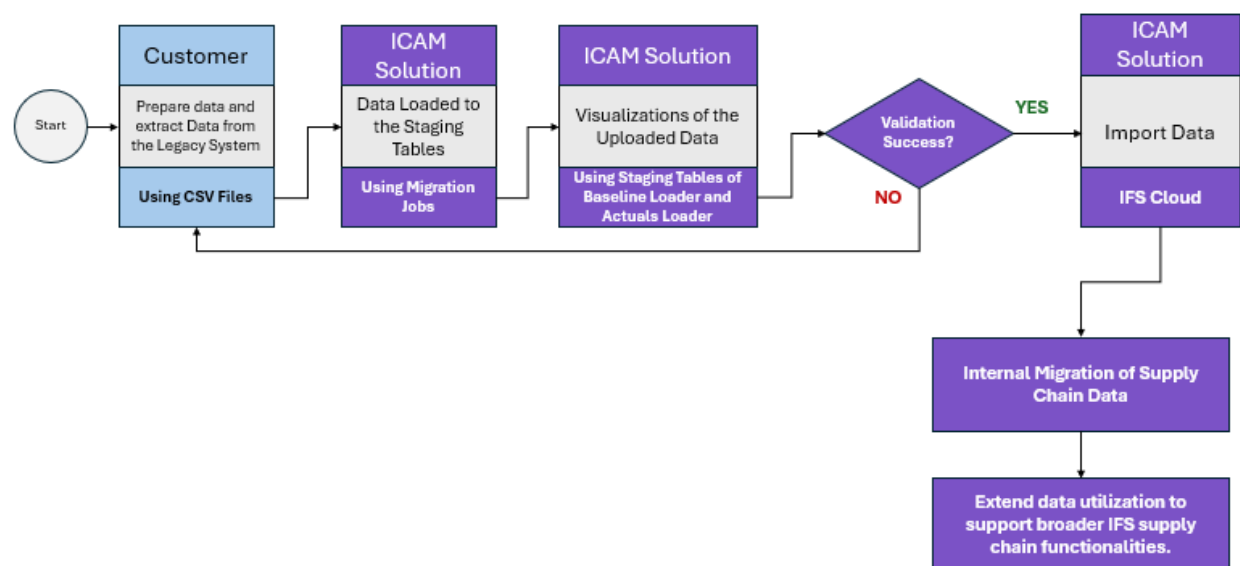 Start
Customer
Prepare data and
extract Data from
the Legacy System
Using CSV Files
ICAM
Solution
Data Loaded to
the Staging
Tables
Using Migration
Jobs
ICAM Solution
Visualizations of the
Uploaded Data
Using Staging Tables of
Baseline Loader and
Actuals Loader
Validation
Success?
YES
NO
ICAM
Solution
Import Data
IFS Cloud
Internal Migration of Supply
Chain Data
Extend data utilization to
support broader IFS supply
chain functionalities.